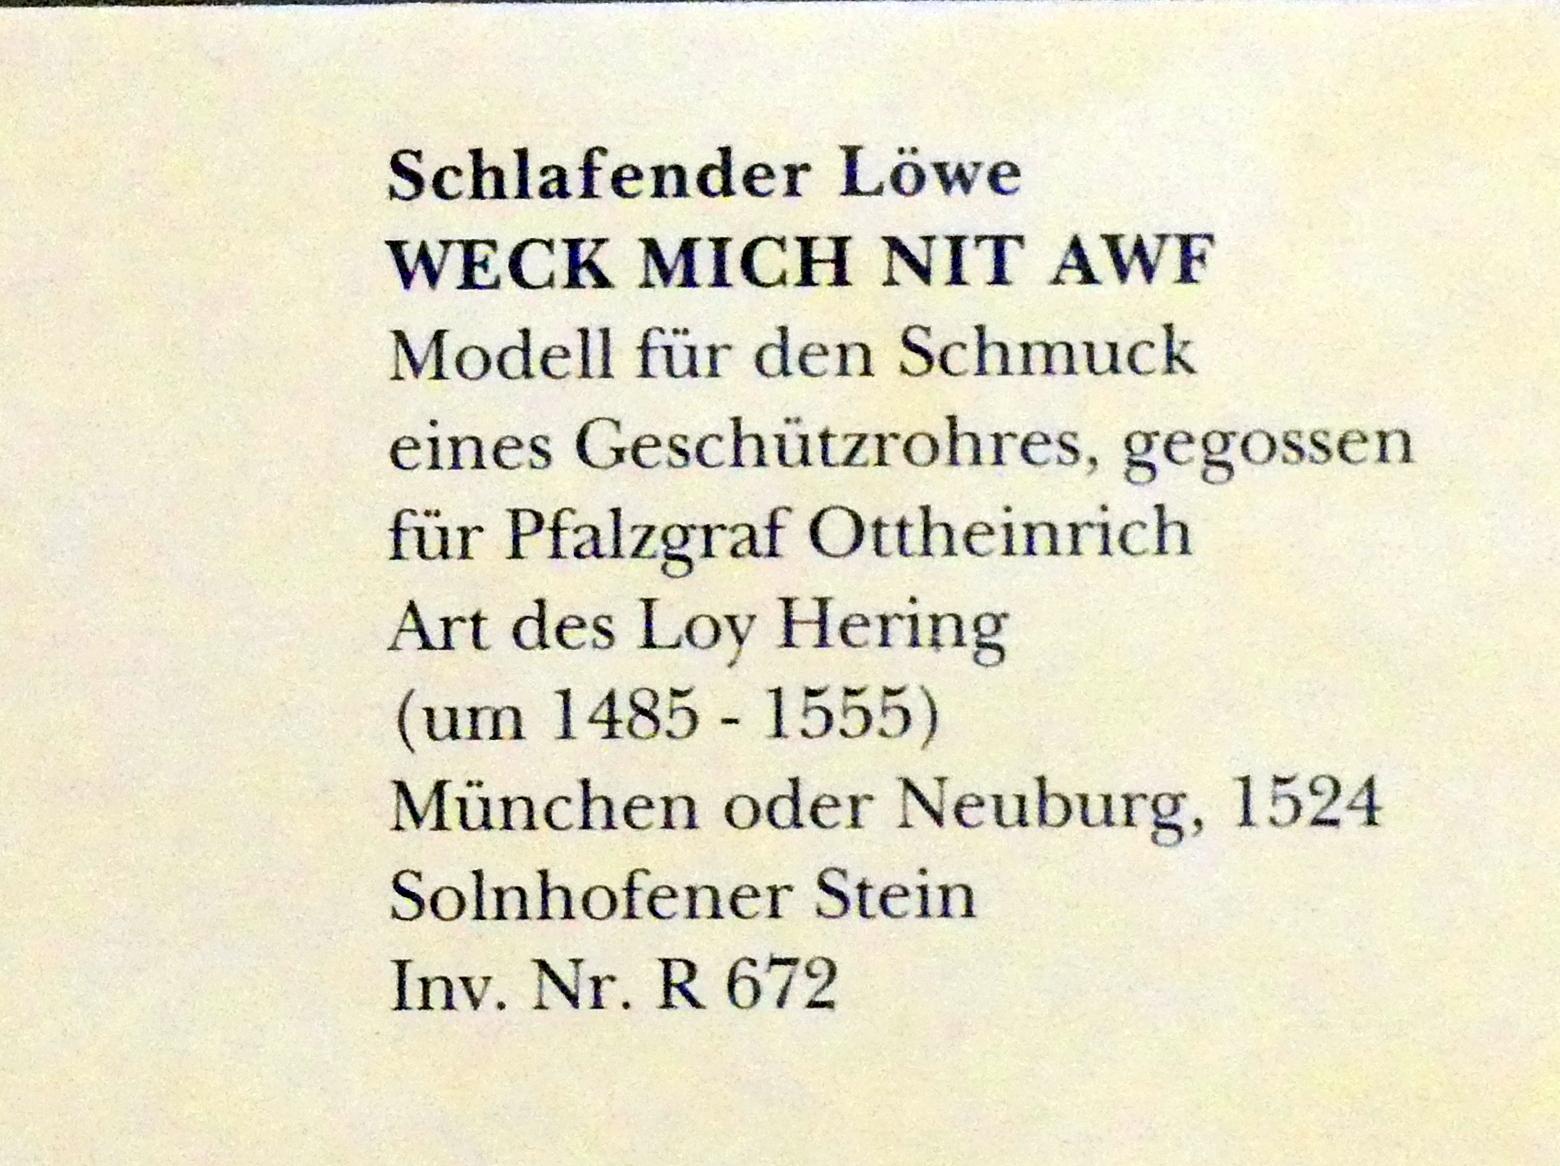 Schlafender Löwe
WECK MICH NIT AWF
Modell für den Schmuck
eines Geschützrohres, gegossen
für Pfalzgraf Ottheinrich
Art des Loy Hering
(um 1485 - 1555)
München oder Neuburg, 1524
Solnhofener Stein
Inv. Nr. R 672